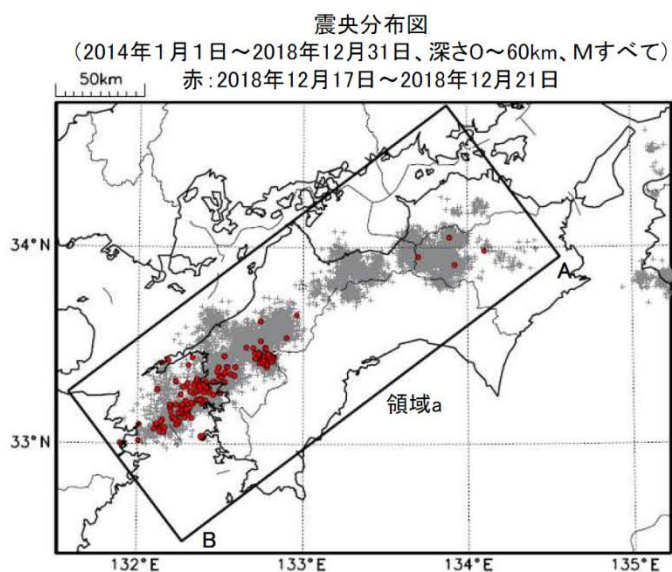 震央分布図
(2014年1月1日～2018年12月31日、深さ0～60km、Mすべて)
50km
赤:2018年12月17日～2018年12月21日
34°N
A
領域a
33°N
B
132°E
133°E
134°E
135°E